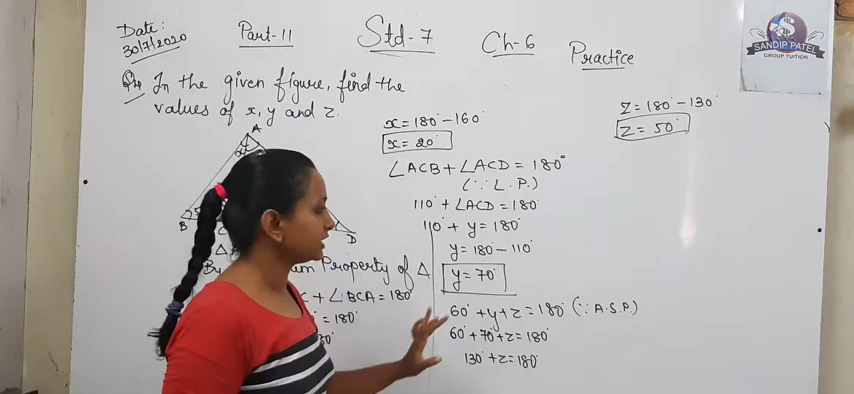 Date:
30/7/2020
Part-11
Std-7
Ch-6
Practice
SANDIP PATEL
GROUP TUITION
In the given figure, find the
values of x, y and z.
A
x
B
C
D
By
Property of Δ
+ ∠BCA = 180°
= 180°
x = 180° - 160°
x = 20°
∠ACB + ∠ACD = 180°
(∵ L.P.)
110° + ∠ACD = 180°
110° + y = 180°
y = 180° - 110°
y = 70°
60° + y + z = 180° (∵ A.S.P.)
60° + 70° + z = 180°
130° + z = 180°
z = 180° - 130°
z = 50°